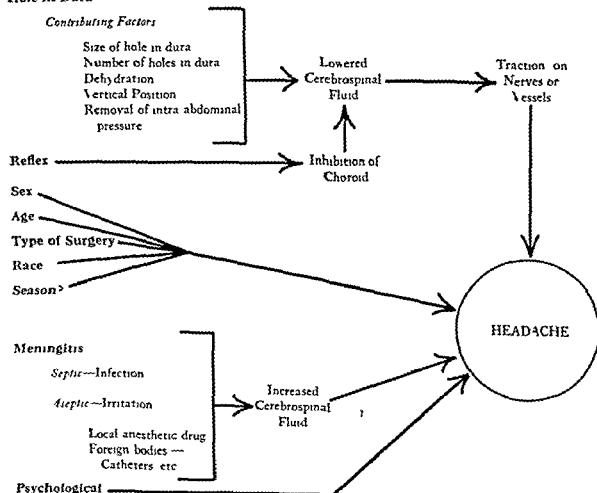 Hole in Dura
Contributing Factors
Size of hole in dura
Number of holes in dura
Dehydration
Vertical Position
Removal of intra abdominal
pressure
Lowered
Cerebrospinal
Fluid
Traction on
Nerves or
Vessels
Reflex
Inhibition of
Choroid
Sex
Age
Type of Surgery
Race
Season?
HEADACHE
Meningitis
Septic—Infection
Aseptic—Irritation
Local anesthetic drug
Foreign bodies —
Catheters etc
Increased
Cerebrospinal
Fluid
Psychological